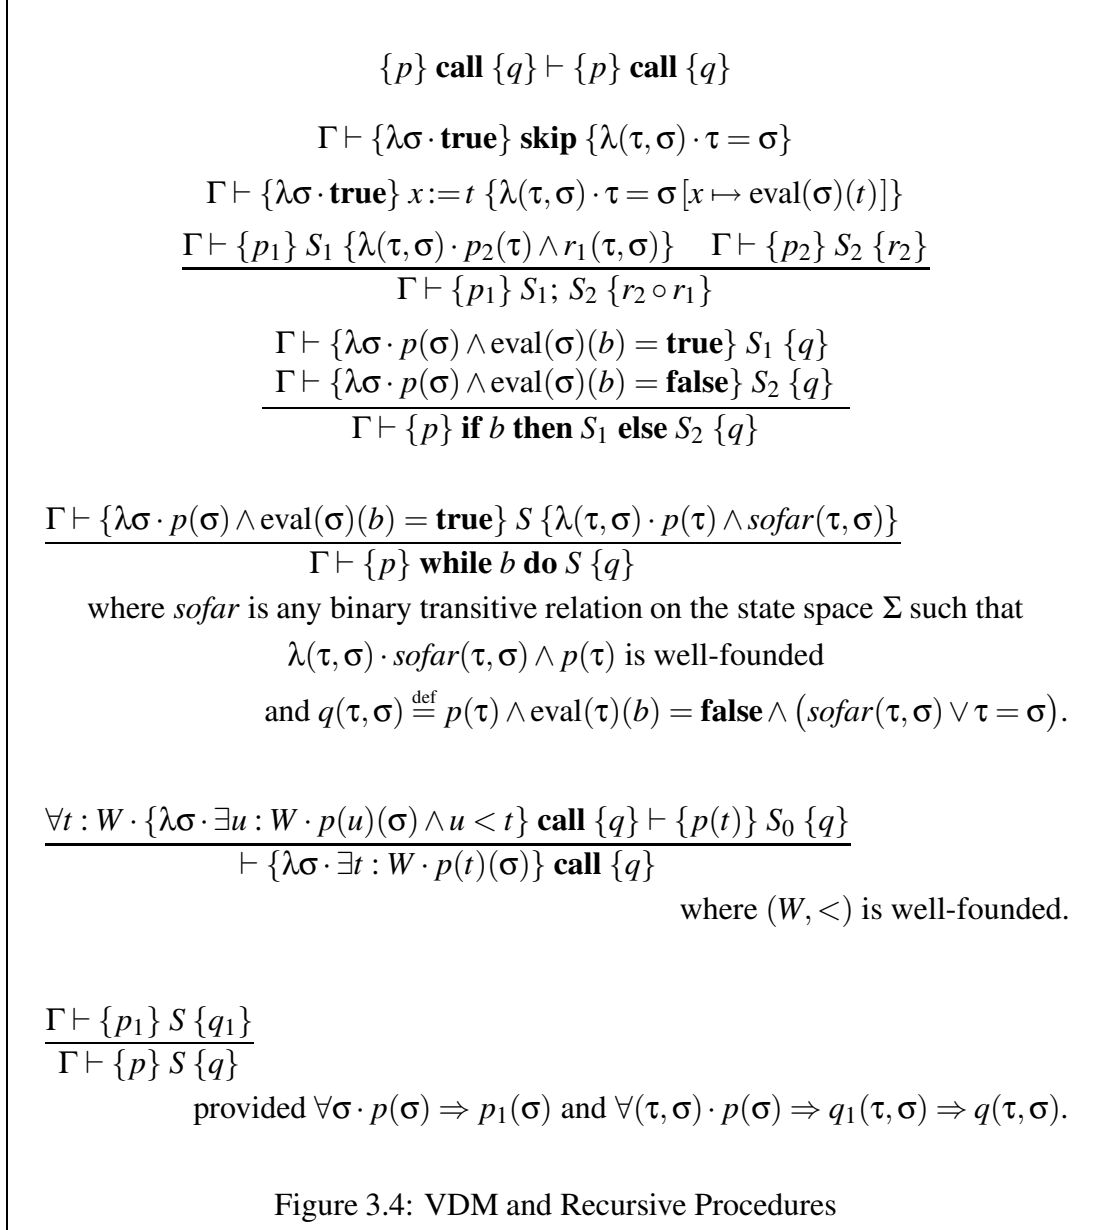 {p} call {q} ⊢ {p} call {q}
Γ ⊢ {λσ · true} skip {λ(τ, σ) · τ = σ}
Γ ⊢ {λσ · true} x := t {λ(τ, σ) · τ = σ [x ↦ eval(σ)(t)]}
Γ ⊢ {p₁} S₁ {λ(τ, σ) · p₂(τ) ∧ r₁(τ, σ)} Γ ⊢ {p₂} S₂ {r₂}
Γ ⊢ {p₁} S₁; S₂ {r₂ ∘ r₁}
Γ ⊢ {λσ · p(σ) ∧ eval(σ)(b) = true} S₁ {q}
Γ ⊢ {λσ · p(σ) ∧ eval(σ)(b) = false} S₂ {q}
Γ ⊢ {p} if b then S₁ else S₂ {q}
Γ ⊢ {λσ · p(σ) ∧ eval(σ)(b) = true} S {λ(τ, σ) · p(τ) ∧ sofar(τ, σ)}
Γ ⊢ {p} while b do S {q}
where sofar is any binary transitive relation on the state space Σ such that
λ(τ, σ) · sofar(τ, σ) ∧ p(τ) is well-founded
and q(τ, σ) def= p(τ) ∧ eval(τ)(b) = false ∧ (sofar(τ, σ) ∨ τ = σ).
∀t : W · {λσ · ∃u : W · p(u)(σ) ∧ u < t} call {q} ⊢ {p(t)} S₀ {q}
⊢ {λσ · ∃t : W · p(t)(σ)} call {q}
where (W, <) is well-founded.
Γ ⊢ {p₁} S {q₁}
Γ ⊢ {p} S {q}
provided ∀σ · p(σ) ⇒ p₁(σ) and ∀(τ, σ) · p(σ) ⇒ q₁(τ, σ) ⇒ q(τ, σ).
Figure 3.4: VDM and Recursive Procedures